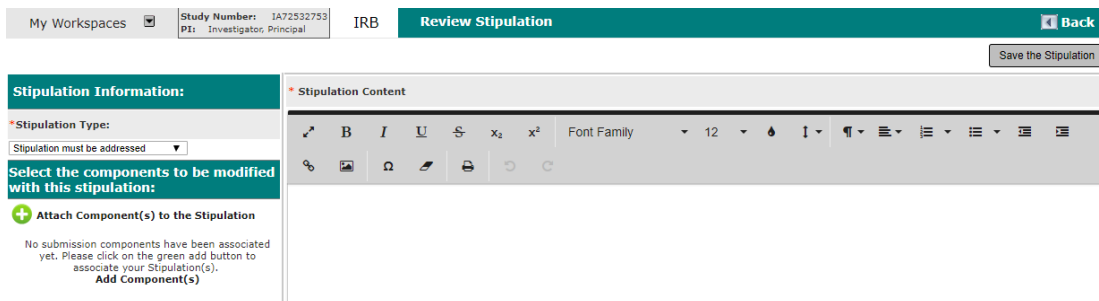 My Workspaces
Study Number: IA72532753
PI: Investigator, Principal
IRB
Review Stipulation
Back
Save the Stipulation
Stipulation Information:
*Stipulation Type:
Stipulation must be addressed
Select the components to be modified
with this stipulation:
Attach Component(s) to the Stipulation
No submission components have been associated
yet. Please click on the green add button to
associate your Stipulation(s).
Add Component(s)
* Stipulation Content
B I U S x₂ x² Font Family 12 ¶
Ω